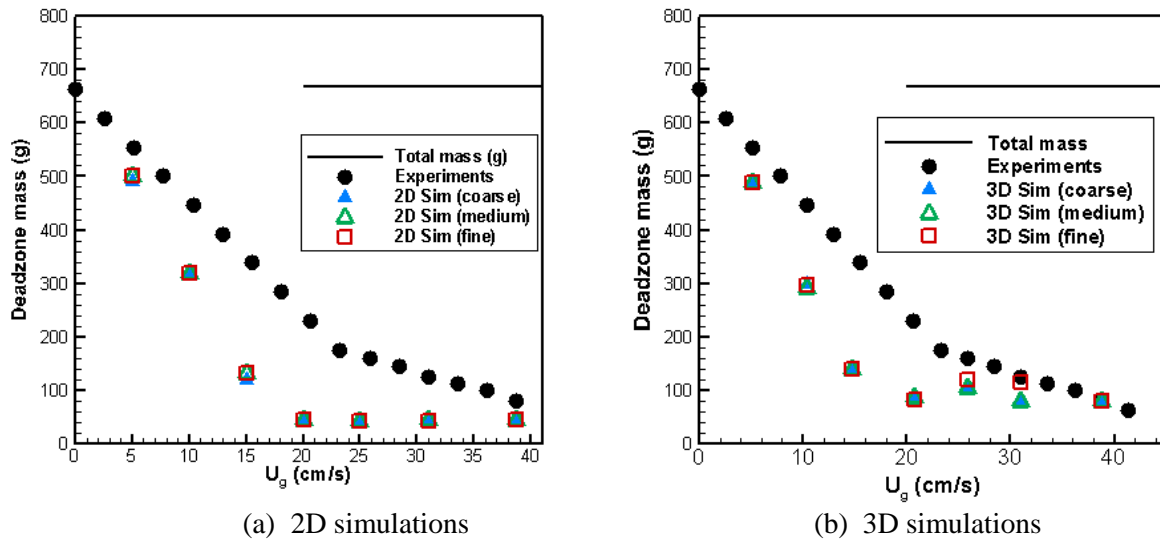 800
700
600
500
400
300
200
100
0
Deadzone mass (g)
0 5 10 15 20 25 30 35 40
U_g (cm/s)
Total mass (g)
Experiments
2D Sim (coarse)
2D Sim (medium)
2D Sim (fine)
(a) 2D simulations
800
700
600
500
400
300
200
100
0
Deadzone mass (g)
0 10 20 30 40
U_g (cm/s)
Total mass
Experiments
3D Sim (coarse)
3D Sim (medium)
3D Sim (fine)
(b) 3D simulations